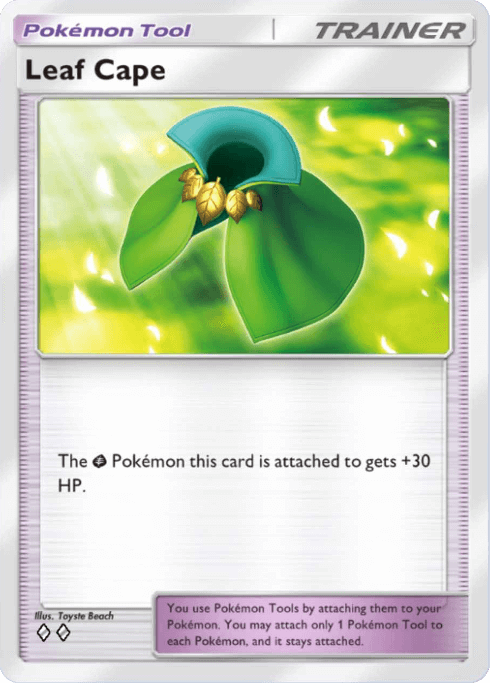 Pokémon Tool
TRAINER
Leaf Cape
The Pokémon this card is attached to gets +30
HP.
Illus. Toyste Beach
You use Pokémon Tools by attaching them to your
Pokémon. You may attach only 1 Pokémon Tool to
each Pokémon, and it stays attached.